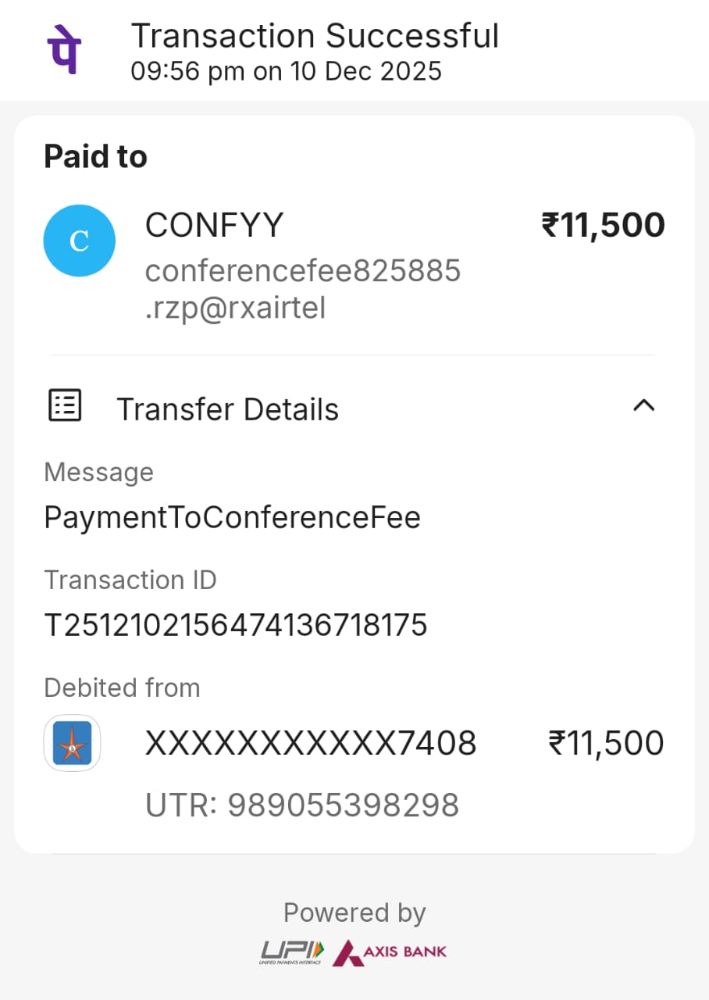 पे
Transaction Successful
09:56 pm on 10 Dec 2025
Paid to
C
CONFYY
₹11,500
conferencefee825885
.rzp@rxairtel
Transfer Details
Message
PaymentToConferenceFee
Transaction ID
T2512102156474136718175
Debited from
XXXXXXXXXXX7408
₹11,500
UTR: 989055398298
Powered by
UPI
UNIFIED PAYMENTS INTERFACE
AXIS BANK